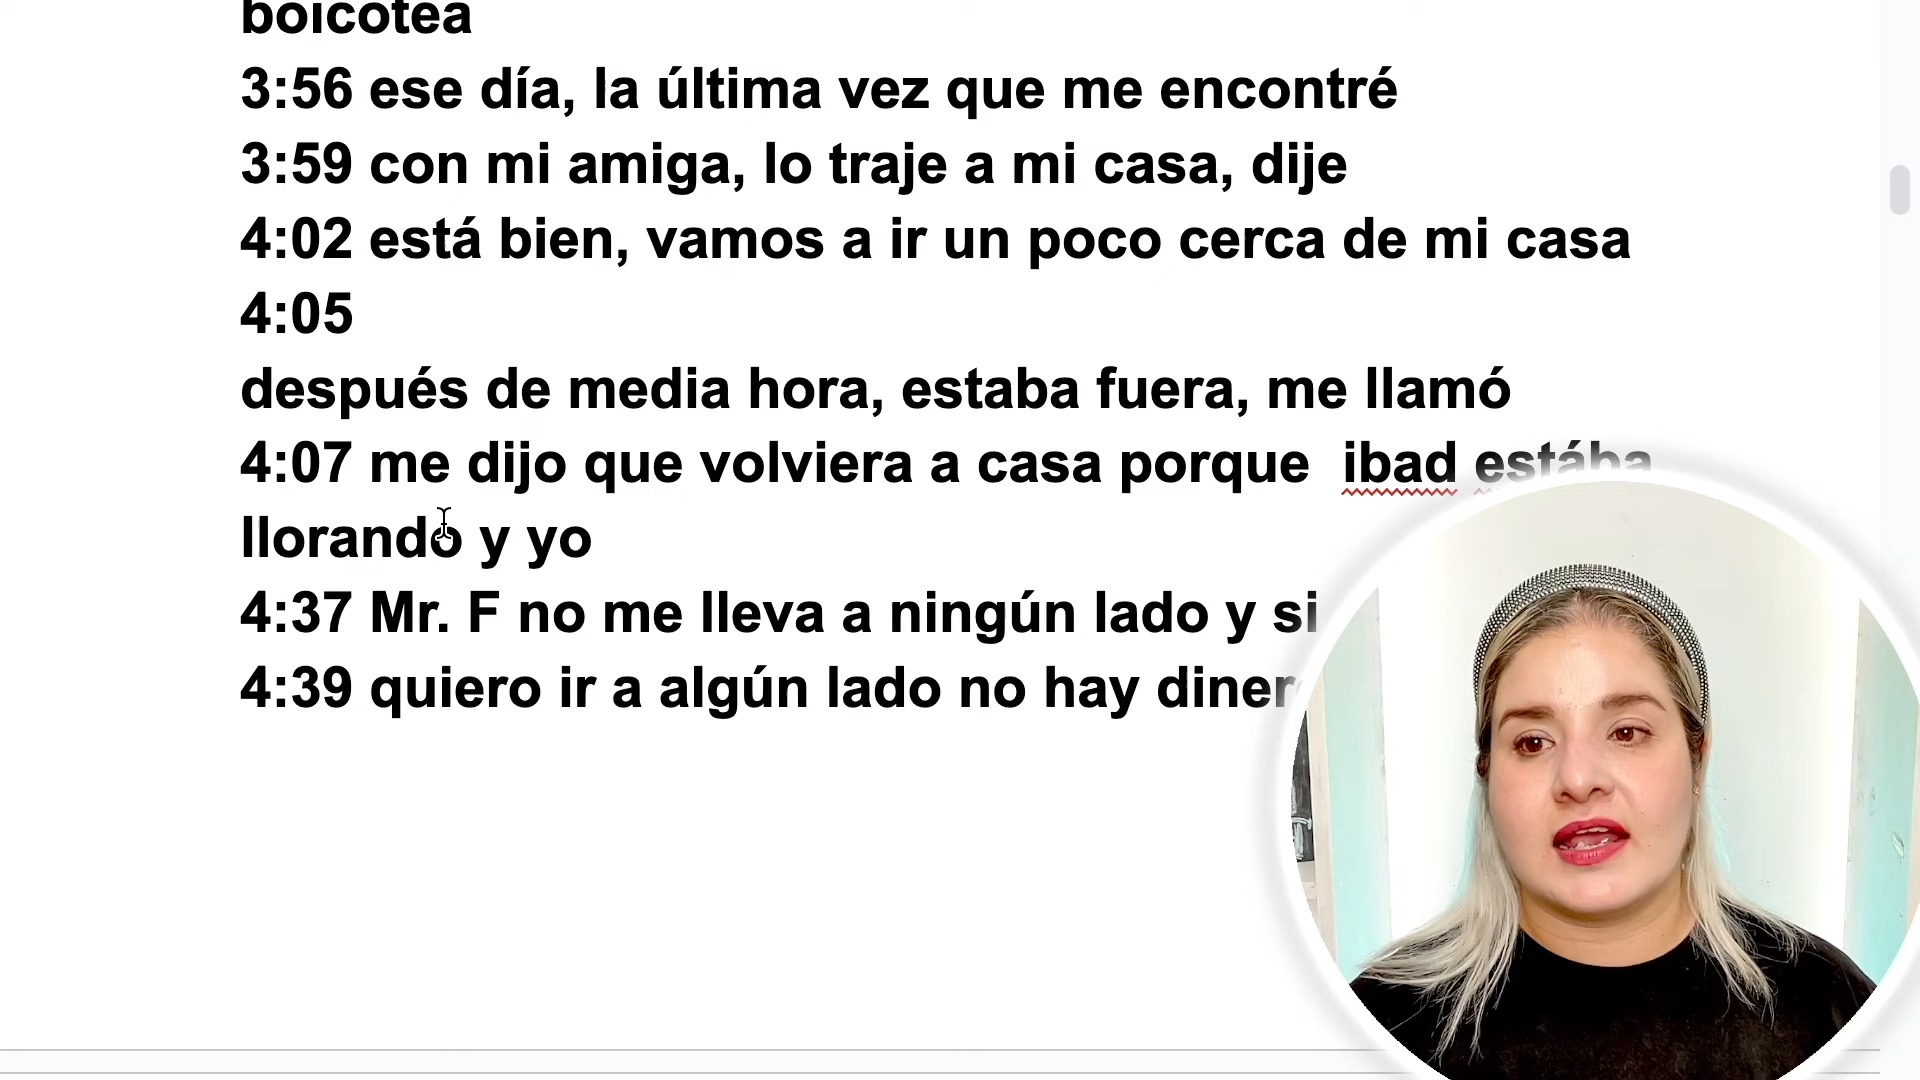 boicotea
3:56 ese día, la última vez que me encontré
3:59 con mi amiga, lo traje a mi casa, dije
4:02 está bien, vamos a ir un poco cerca de mi casa
4:05
después de media hora, estaba fuera, me llamó
4:07 me dijo que volviera a casa porque ibad estába
llorando y yo
4:37 Mr. F no me lleva a ningún lado y si
4:39 quiero ir a algún lado no hay dinero